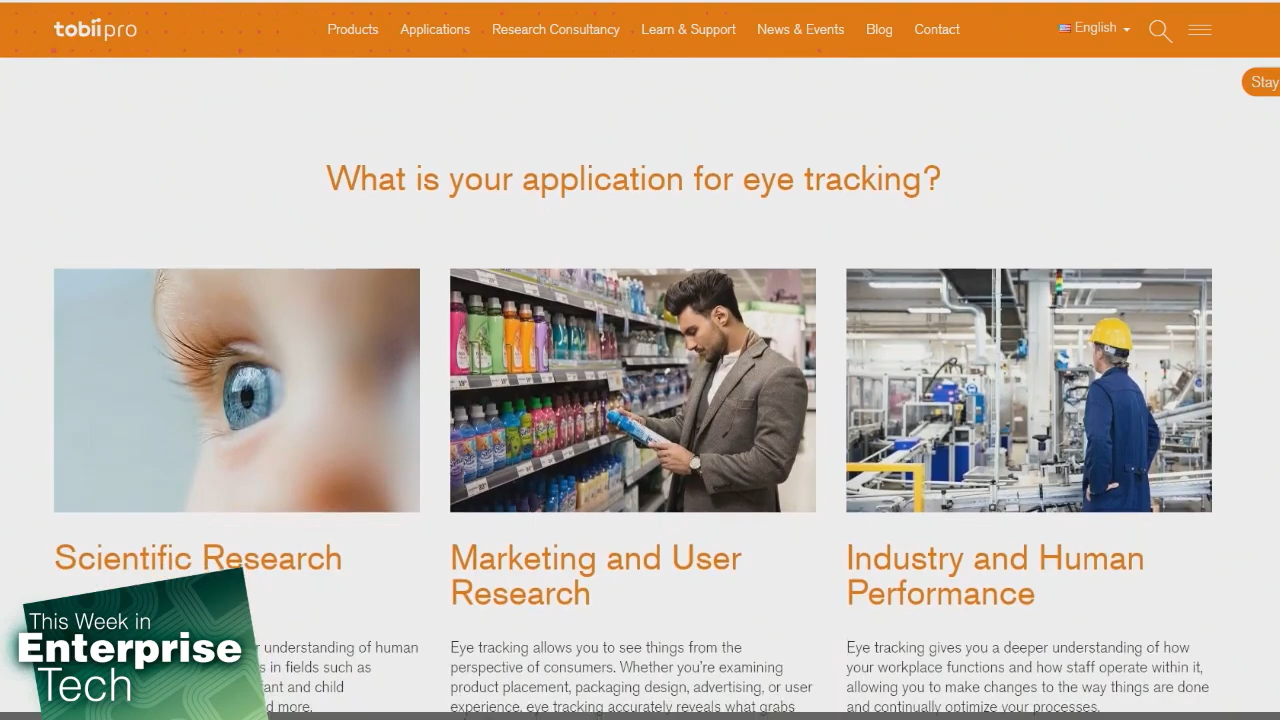 tobii pro
Products Applications Research Consultancy Learn & Support News & Events Blog Contact
English
Stay
What is your application for eye tracking?
Scientific Research
understanding of human
s in fields such as
ant and child
d more.
Marketing and User
Research
Eye tracking allows you to see things from the
perspective of consumers. Whether you're examining
product placement, packaging design, advertising, or user
experience, eye tracking accurately reveals what grabs
Industry and Human
Performance
Eye tracking gives you a deeper understanding of how
your workplace functions and how staff operate within it,
allowing you to make changes to the way things are done
and continually optimize your processes.
This Week in
Enterprise
Tech